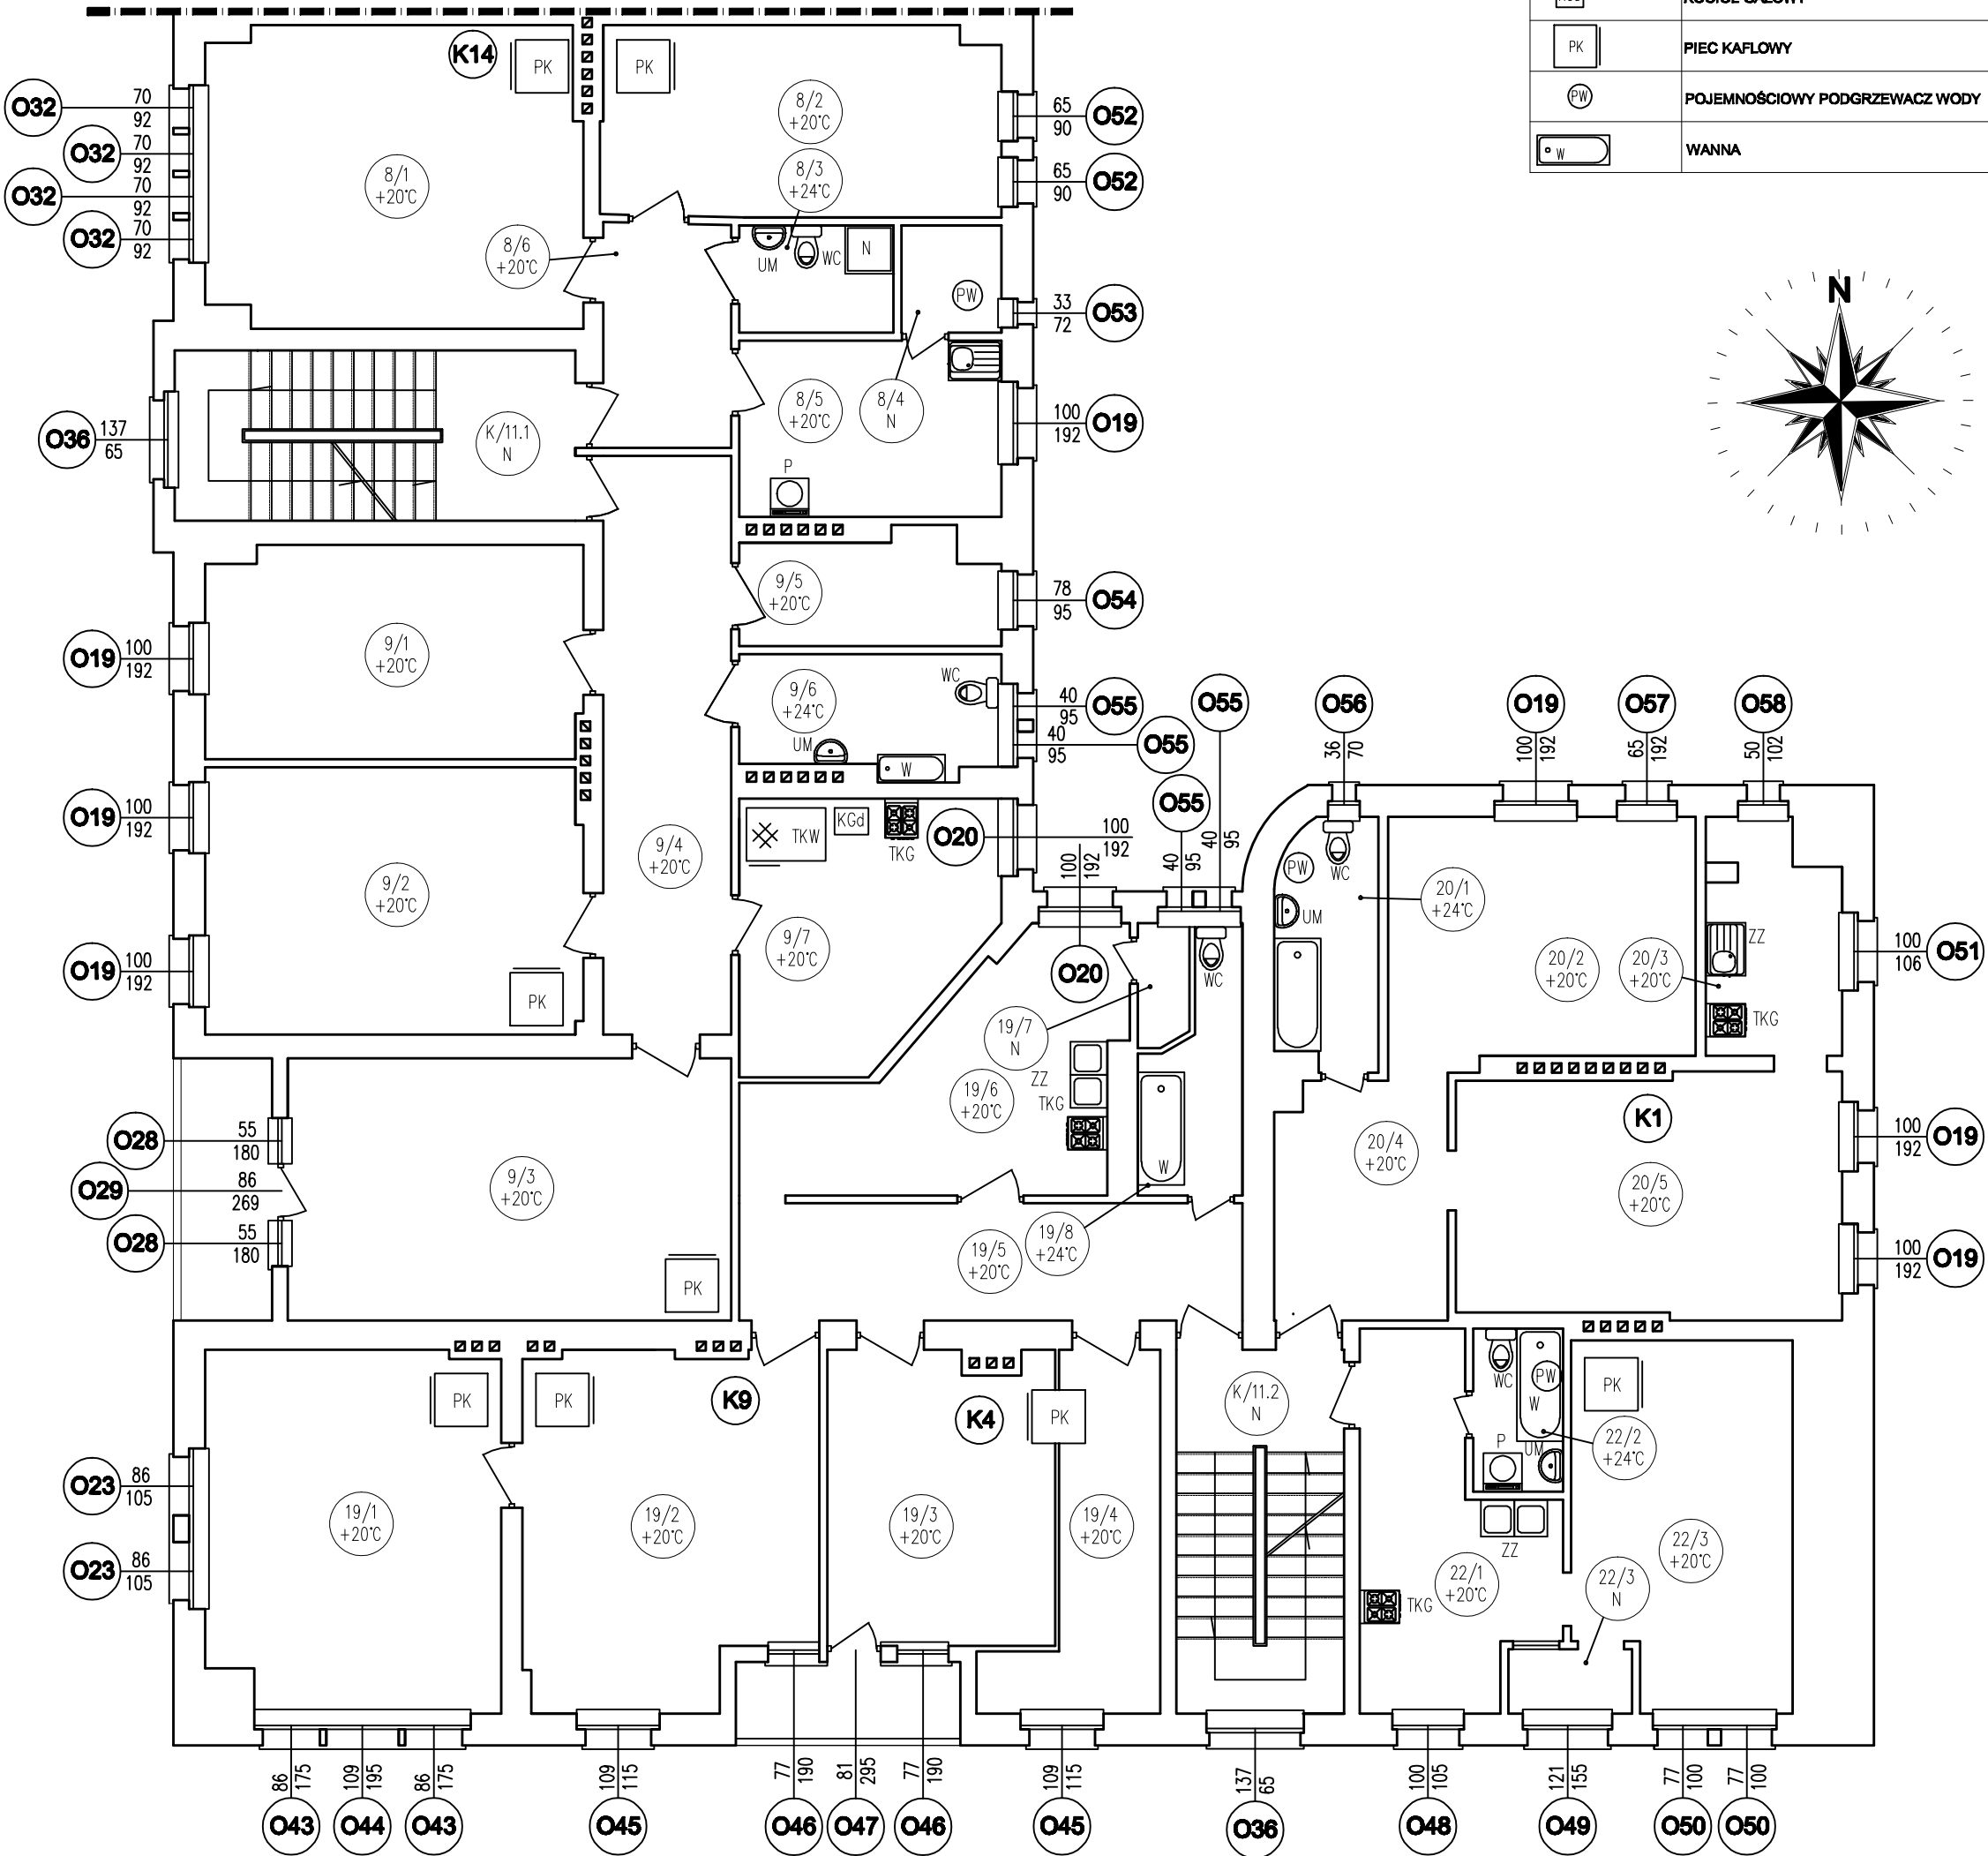 KOCIOŁ GAZOWY
PK
PIEC KAFLOWY
PW
POJEMNOŚCIOWY PODGRZEWACZ WODY
W
WANNA
N
K14
PK
PK
O32
70
92
O32
70
92
O32
70
92
O32
70
92
8/1
+20°C
8/2
+20°C
8/3
+24°C
8/6
+20°C
UM
WC
N
PW
65
90
O52
65
90
O52
33
72
O53
O36
137
65
K/11.1
N
8/5
+20°C
8/4
N
P
100
192
O19
9/5
+20°C
78
95
O54
O19
100
192
9/1
+20°C
9/6
+24°C
WC
UM
W
40
95
O55
40
95
O55
O55
40
95
O55
40
95
O56
36
70
O19
100
192
O57
65
192
O58
50
102
O19
100
192
9/2
+20°C
O19
100
192
PK
9/4
+20°C
TKW
KGd
TKG
O20
100
192
9/7
+20°C
100
192
O20
WC
PW
WC
UM
20/1
+24°C
20/2
+20°C
20/3
+20°C
ZZ
TKG
100
106
O51
19/7
N
19/6
+20°C
ZZ
TKG
W
K1
20/4
+20°C
20/5
+20°C
100
192
O19
100
192
O19
O28
55
180
O29
86
269
O28
55
180
9/3
+20°C
PK
19/5
+20°C
19/8
+24°C
PK
PK
K9
K4
PK
K/11.2
N
WC
PW
W
P
UM
PK
22/2
+24°C
O23
86
105
O23
86
105
19/1
+20°C
19/2
+20°C
19/3
+20°C
19/4
+20°C
ZZ
22/1
+20°C
TKG
22/3
N
22/3
+20°C
86
175
O43
109
195
O44
86
175
O43
109
115
O45
77
190
O46
81
295
O47
77
190
O46
109
115
O45
137
65
O36
100
105
O48
121
155
O49
77
100
O50
77
100
O50